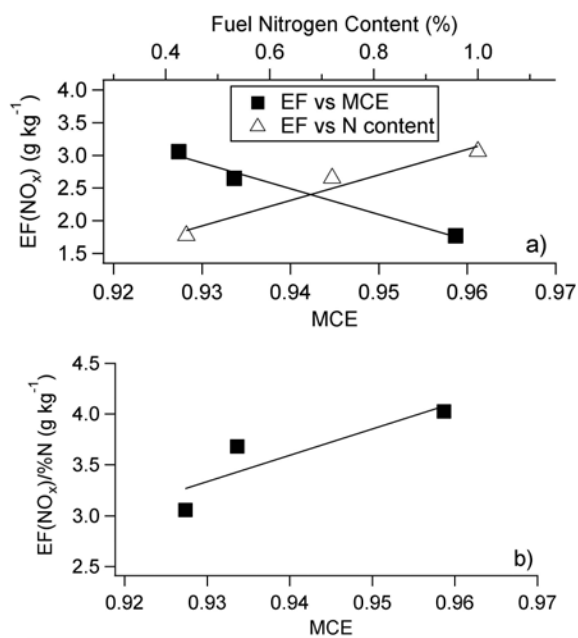 Fuel Nitrogen Content (%)
0.4 0.6 0.8 1.0
EF(NOx) (g kg-1)
4.0
3.5
3.0
2.5
2.0
1.5
EF vs MCE
EF vs N content
a)
0.92 0.93 0.94 0.95 0.96 0.97
MCE
EF(NOx)/%N (g kg-1)
4.5
4.0
3.5
3.0
2.5
b)
0.92 0.93 0.94 0.95 0.96 0.97
MCE